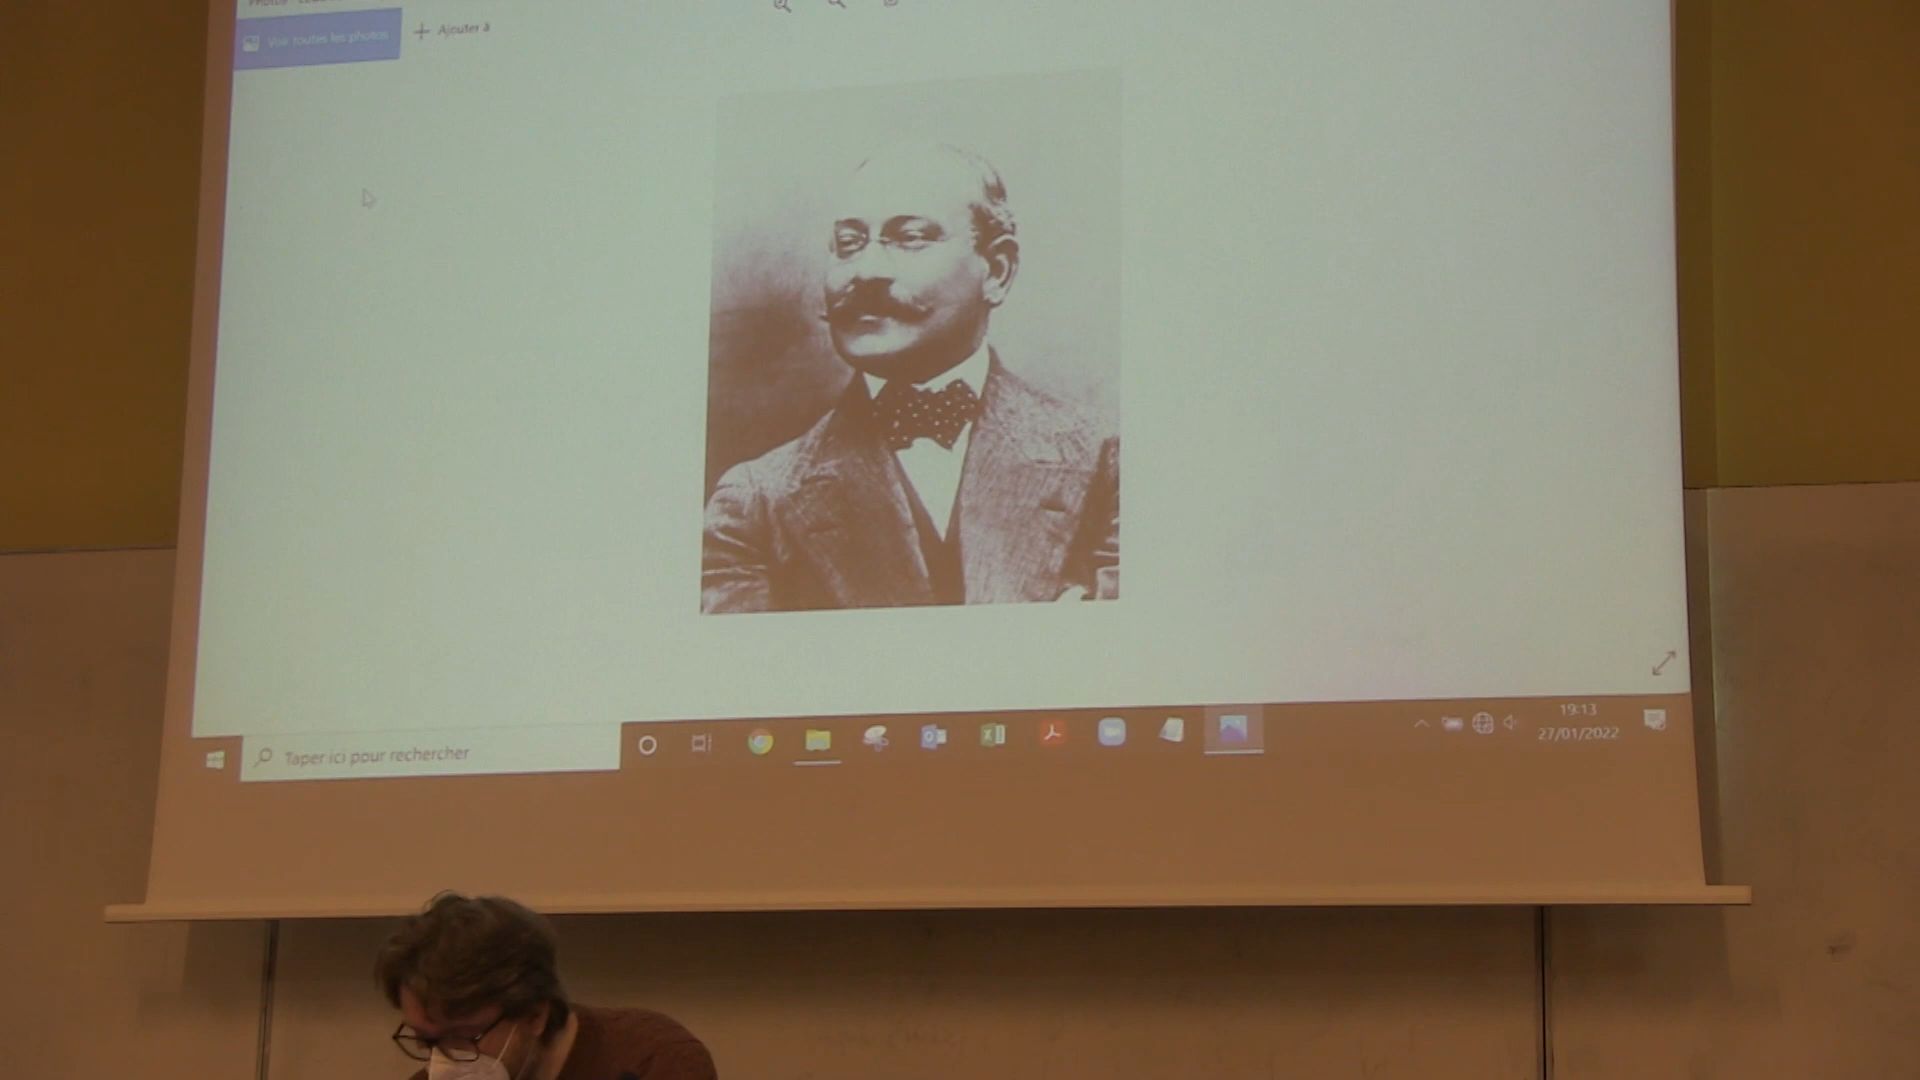 Voir toutes les photos
Ajouter à
Taper ici pour rechercher
19:13
27/01/2022